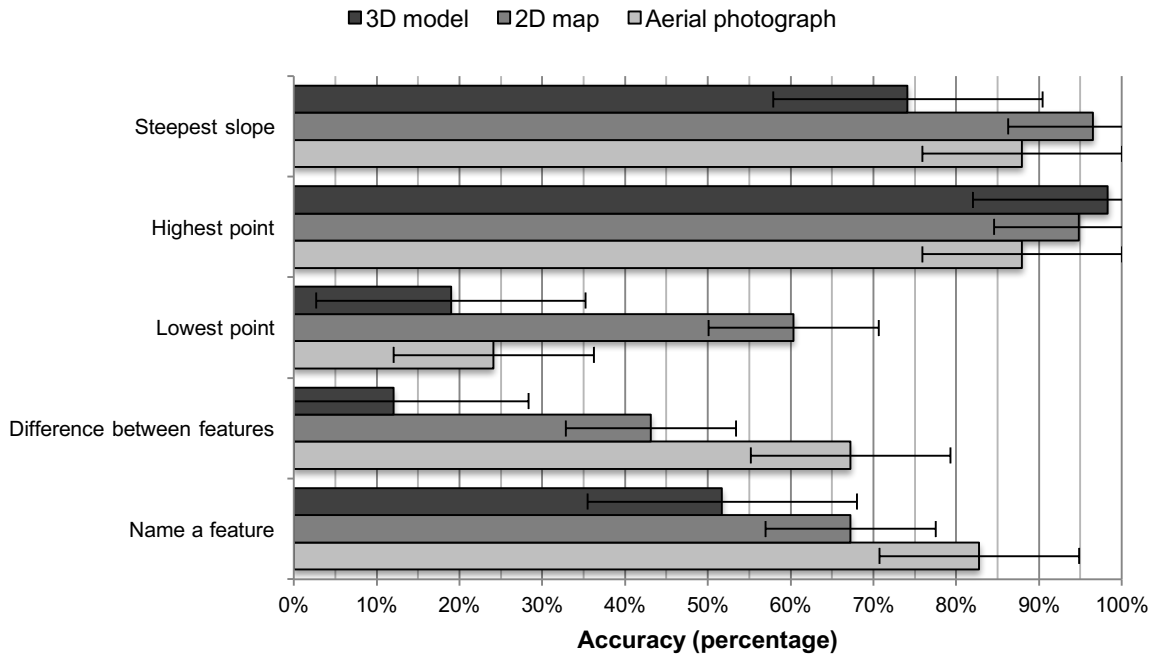 3D model 2D map Aerial photograph
Steepest slope
Highest point
Lowest point
Difference between features
Name a feature
0% 10% 20% 30% 40% 50% 60% 70% 80% 90% 100%
Accuracy (percentage)